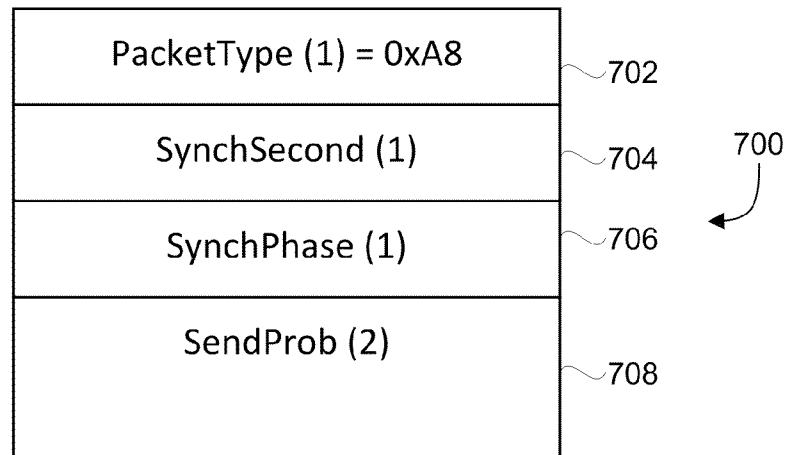 PacketType (1) = 0xA8
702
SynchSecond (1)
704
700
SynchPhase (1)
706
SendProb (2)
708